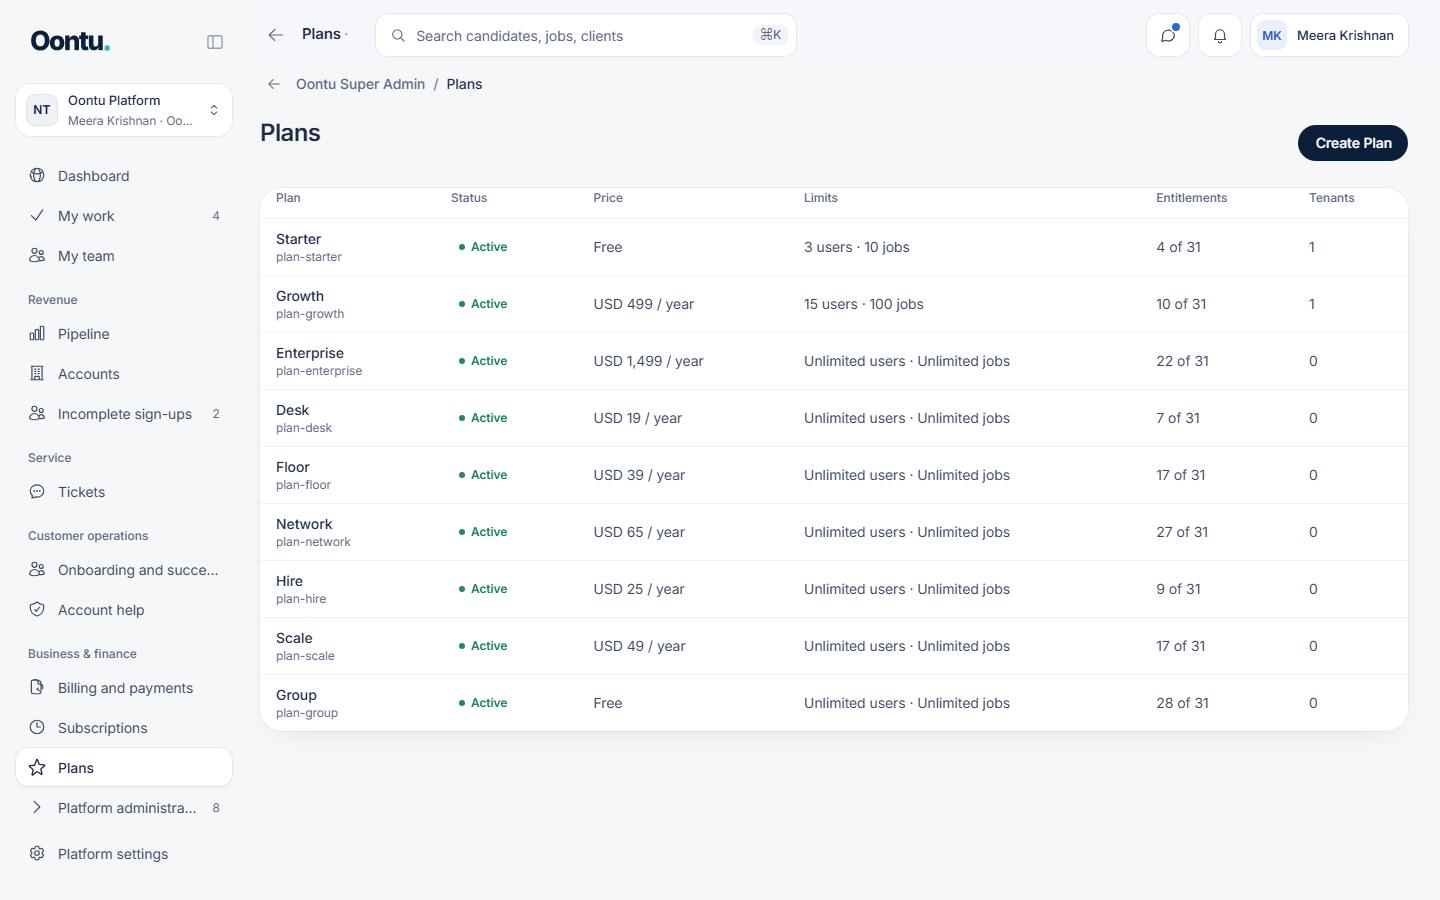 Oontu.
NT
Oontu Platform
Meera Krishnan · Oo...
Dashboard
My work 4
My team
Revenue
Pipeline
Accounts
Incomplete sign-ups 2
Service
Tickets
Customer operations
Onboarding and succe...
Account help
Business & finance
Billing and payments
Subscriptions
Plans
Platform administra... 8
Platform settings
Plans ·
Search candidates, jobs, clients ⌘K
MK Meera Krishnan
Oontu Super Admin / Plans
Plans
Create Plan
Plan Status Price Limits Entitlements Tenants
Starter
plan-starter
Active Free 3 users · 10 jobs 4 of 31 1
Growth
plan-growth
Active USD 499 / year 15 users · 100 jobs 10 of 31 1
Enterprise
plan-enterprise
Active USD 1,499 / year Unlimited users · Unlimited jobs 22 of 31 0
Desk
plan-desk
Active USD 19 / year Unlimited users · Unlimited jobs 7 of 31 0
Floor
plan-floor
Active USD 39 / year Unlimited users · Unlimited jobs 17 of 31 0
Network
plan-network
Active USD 65 / year Unlimited users · Unlimited jobs 27 of 31 0
Hire
plan-hire
Active USD 25 / year Unlimited users · Unlimited jobs 9 of 31 0
Scale
plan-scale
Active USD 49 / year Unlimited users · Unlimited jobs 17 of 31 0
Group
plan-group
Active Free Unlimited users · Unlimited jobs 28 of 31 0